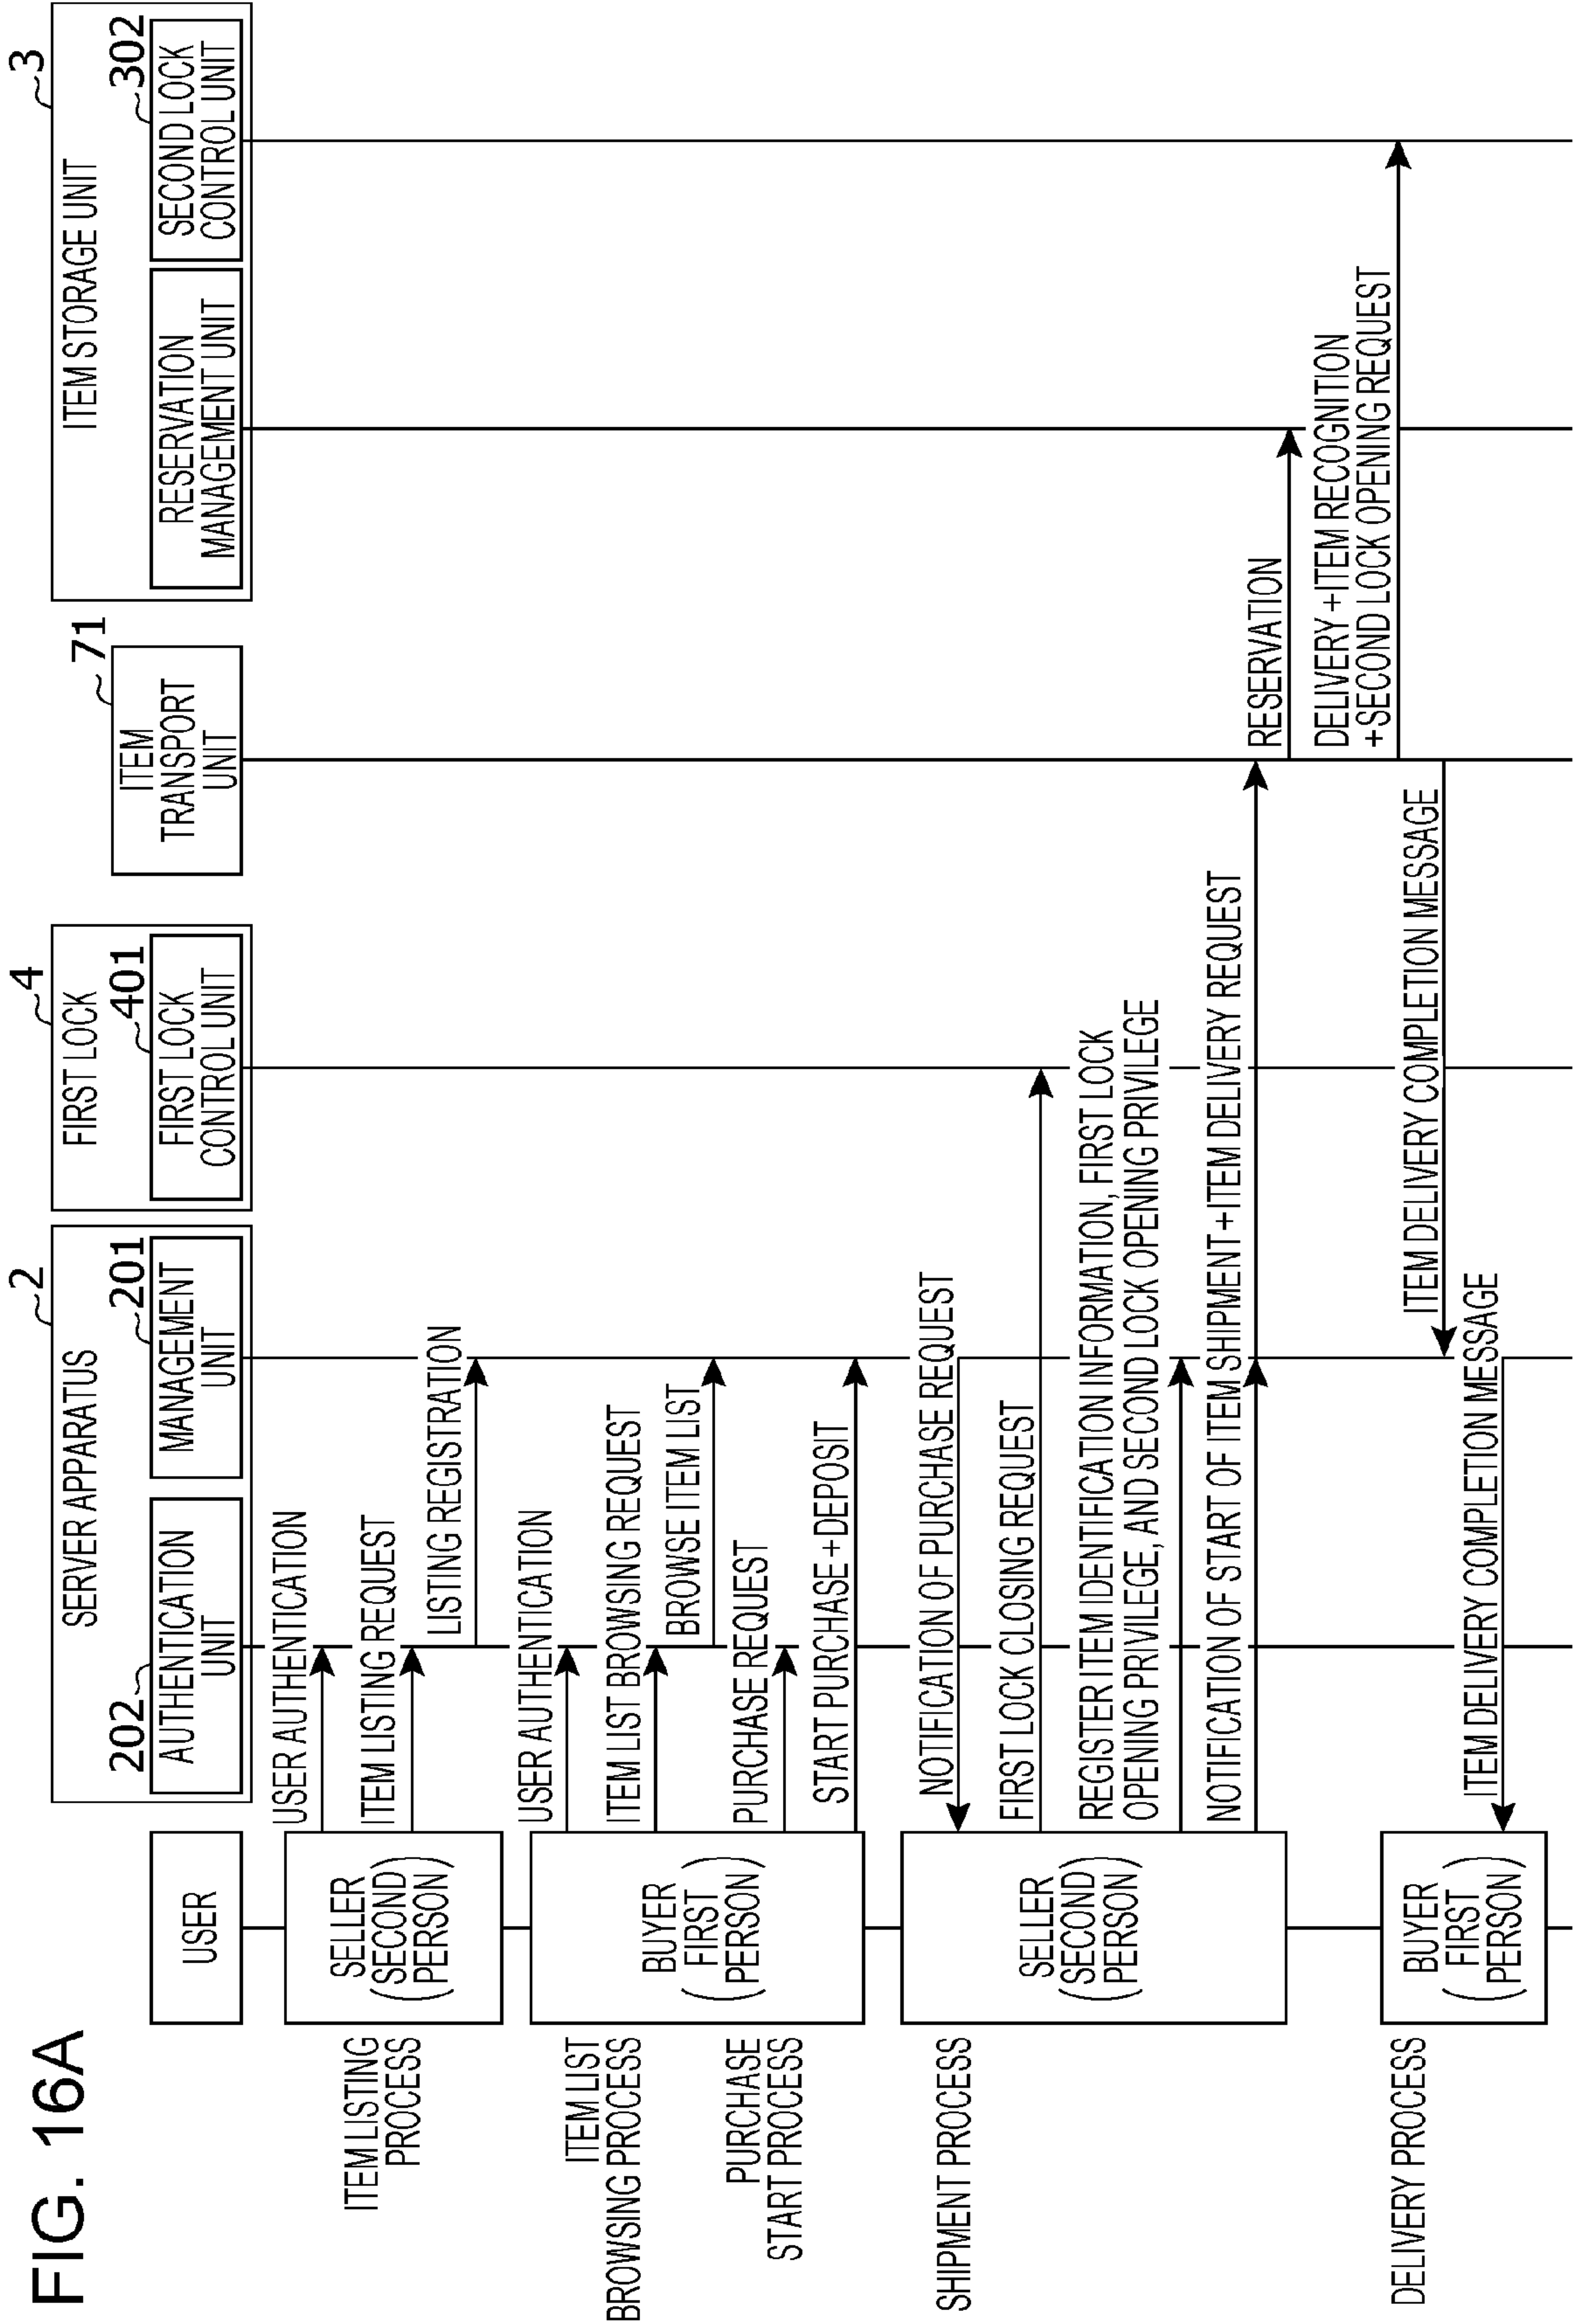 FIG. 16A
SERVER APPARATUS
2
FIRST LOCK
4
ITEM STORAGE UNIT
3
USER
202
AUTHENTICATION
UNIT
201
MANAGEMENT
UNIT
401
FIRST LOCK
CONTROL UNIT
71
ITEM
TRANSPORT
UNIT
RESERVATION
MANAGEMENT UNIT
302
SECOND LOCK
CONTROL UNIT
ITEM LISTING
PROCESS
SELLER
(SECOND
PERSON)
USER AUTHENTICATION
ITEM LISTING REQUEST
LISTING REGISTRATION
ITEM LIST
BROWSING PROCESS
PURCHASE
START PROCESS
BUYER
(FIRST
PERSON)
USER AUTHENTICATION
ITEM LIST BROWSING REQUEST
BROWSE ITEM LIST
PURCHASE REQUEST
START PURCHASE+DEPOSIT
SHIPMENT PROCESS
SELLER
(SECOND
PERSON)
NOTIFICATION OF PURCHASE REQUEST
FIRST LOCK CLOSING REQUEST
REGISTER ITEM IDENTIFICATION INFORMATION, FIRST LOCK
OPENING PRIVILEGE, AND SECOND LOCK OPENING PRIVILEGE
NOTIFICATION OF START OF ITEM SHIPMENT+ITEM DELIVERY REQUEST
RESERVATION
DELIVERY+ITEM RECOGNITION
+SECOND LOCK OPENING REQUEST
DELIVERY PROCESS
BUYER
(FIRST
PERSON)
ITEM DELIVERY COMPLETION MESSAGE
ITEM DELIVERY COMPLETION MESSAGE